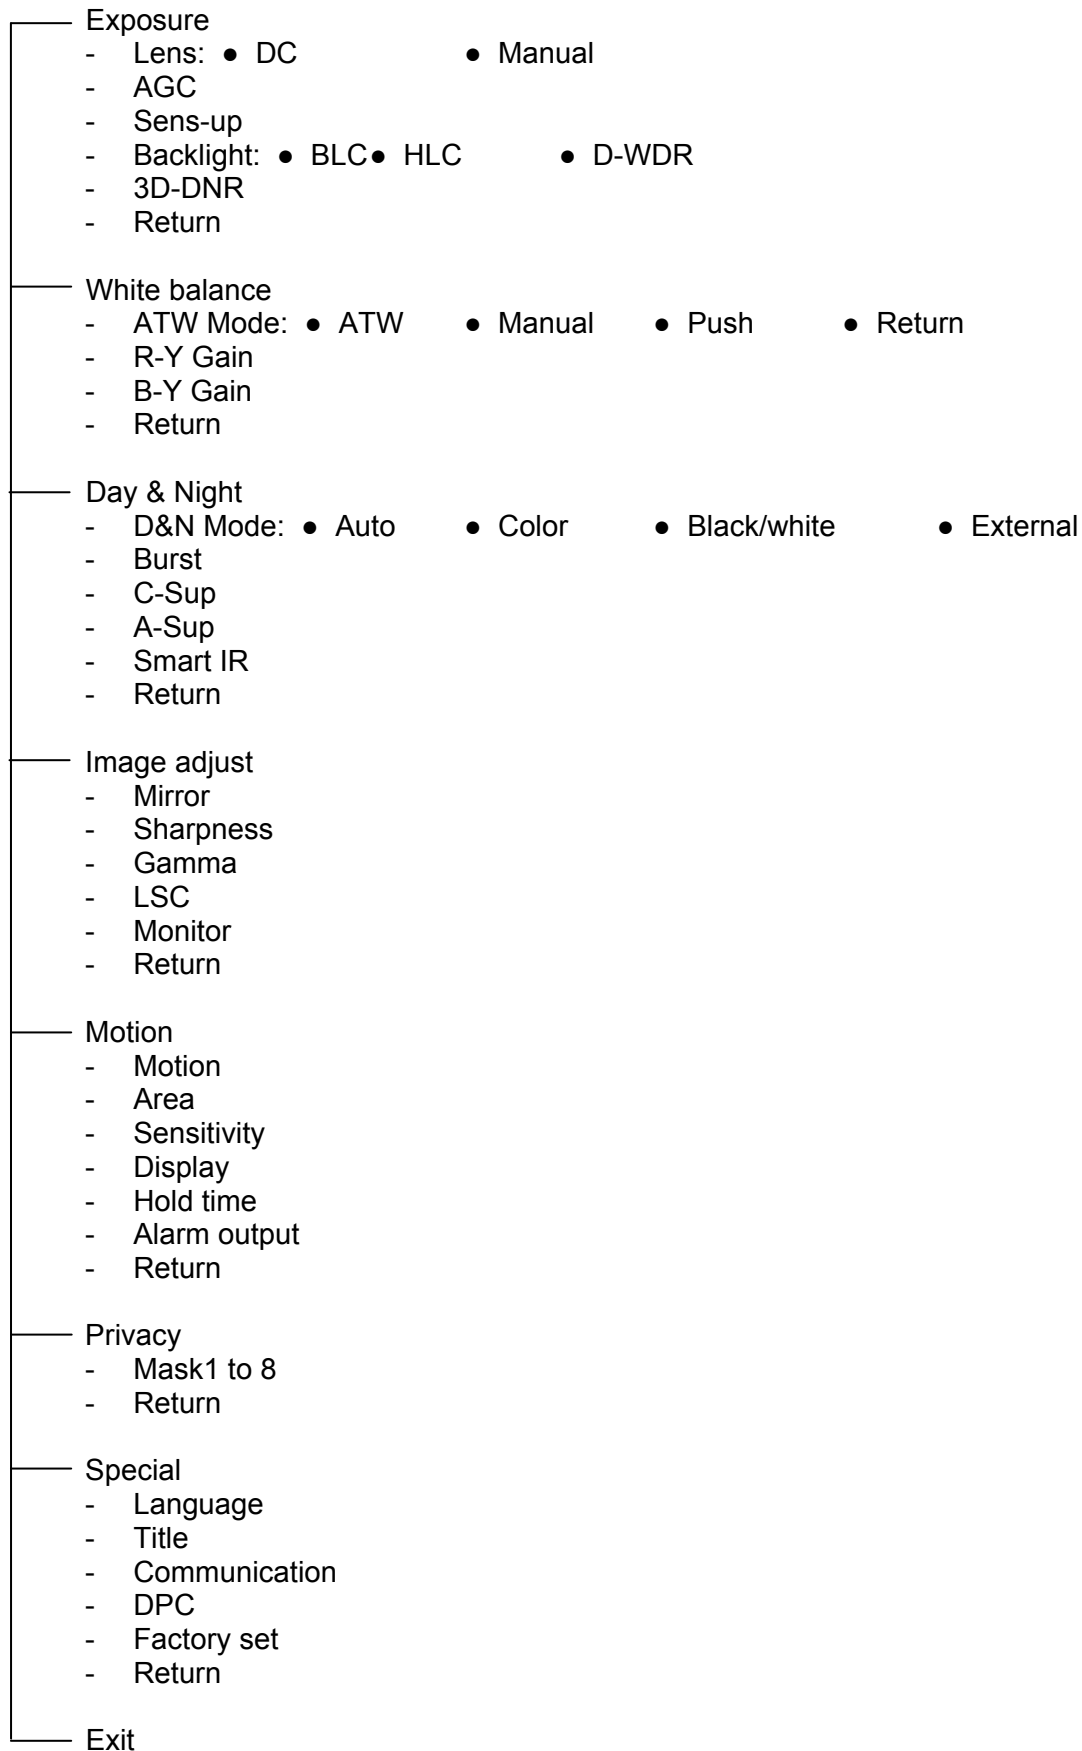 Exposure
- Lens: ● DC ● Manual
- AGC
- Sens-up
- Backlight: ● BLC● HLC ● D-WDR
- 3D-DNR
- Return
White balance
- ATW Mode: ● ATW ● Manual ● Push ● Return
- R-Y Gain
- B-Y Gain
- Return
Day & Night
- D&N Mode: ● Auto ● Color ● Black/white ● External
- Burst
- C-Sup
- A-Sup
- Smart IR
- Return
Image adjust
- Mirror
- Sharpness
- Gamma
- LSC
- Monitor
- Return
Motion
- Motion
- Area
- Sensitivity
- Display
- Hold time
- Alarm output
- Return
Privacy
- Mask1 to 8
- Return
Special
- Language
- Title
- Communication
- DPC
- Factory set
- Return
Exit